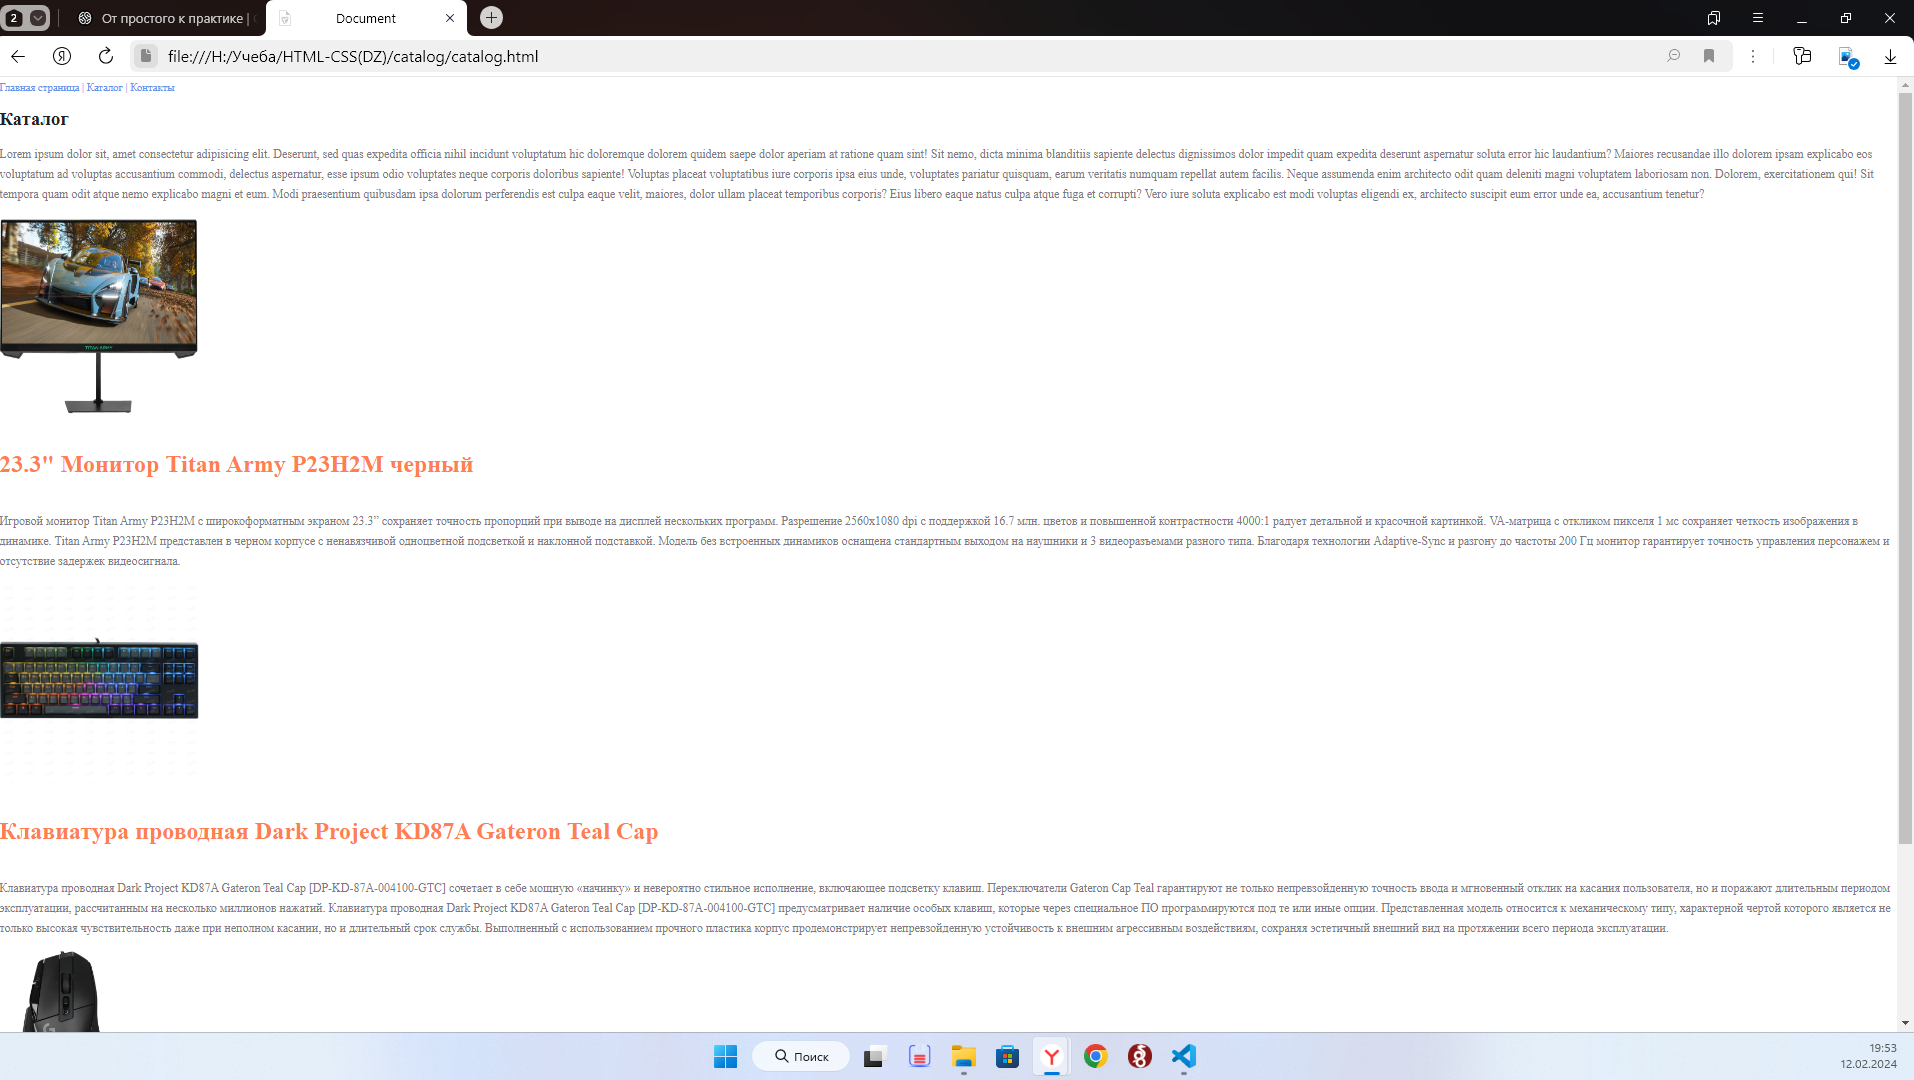 2
От простого к практике |
Document
file:///H:/Учеба/HTML-CSS(DZ)/catalog/catalog.html
Главная страница | Каталог | Контакты
Каталог
Lorem ipsum dolor sit, amet consectetur adipisicing elit. Deserunt, sed quas expedita officia nihil incidunt voluptatum hic doloremque dolorem quidem saepe dolor aperiam at ratione quam sint! Sit nemo, dicta minima blanditiis sapiente delectus dignissimos dolor impedit quam expedita deserunt aspernatur soluta error hic laudantium? Maiores recusandae illo dolorem ipsam explicabo eos
voluptatum ad voluptas accusantium commodi, delectus aspernatur, esse ipsum odio voluptates neque corporis doloribus sapiente! Voluptas placeat voluptatibus iure corporis ipsa eius unde, voluptates pariatur quisquam, earum veritatis numquam repellat autem facilis. Neque assumenda enim architecto odit quam deleniti magni voluptatem laboriosam non. Dolorem, exercitationem qui! Sit
tempora quam odit atque nemo explicabo magni et eum. Modi praesentium quibusdam ipsa dolorum perferendis est culpa eaque velit, maiores, dolor ullam placeat temporibus corporis? Eius libero eaque natus culpa atque fuga et corrupti? Vero iure soluta explicabo est modi voluptas eligendi ex, architecto suscipit eum error unde ea, accusantium tenetur?
TITAN ARMY
23.3" Монитор Titan Army P23H2M черный
Игровой монитор Titan Army P23H2M с широкоформатным экраном 23.3” сохраняет точность пропорций при выводе на дисплей нескольких программ. Разрешение 2560x1080 dpi с поддержкой 16.7 млн. цветов и повышенной контрастности 4000:1 радует детальной и красочной картинкой. VA-матрица с откликом пикселя 1 мс сохраняет четкость изображения в
динамике. Titan Army P23H2M представлен в черном корпусе с ненавязчивой одноцветной подсветкой и наклонной подставкой. Модель без встроенных динамиков оснащена стандартным выходом на наушники и 3 видеоразъемами разного типа. Благодаря технологии Adaptive-Sync и разгону до частоты 200 Гц монитор гарантирует точность управления персонажем и
отсутствие задержек видеосигнала.
Клавиатура проводная Dark Project KD87A Gateron Teal Cap
Клавиатура проводная Dark Project KD87A Gateron Teal Cap [DP-KD-87A-004100-GTC] сочетает в себе мощную «начинку» и невероятно стильное исполнение, включающее подсветку клавиш. Переключатели Gateron Cap Teal гарантируют не только непревзойденную точность ввода и мгновенный отклик на касания пользователя, но и поражают длительным периодом
эксплуатации, рассчитанным на несколько миллионов нажатий. Клавиатура проводная Dark Project KD87A Gateron Teal Cap [DP-KD-87A-004100-GTC] предусматривает наличие особых клавиш, которые через специальное ПО программируются под те или иные опции. Представленная модель относится к механическому типу, характерной чертой которого является не
только высокая чувствительность даже при неполном касании, но и длительный срок службы. Выполненный с использованием прочного пластика корпус продемонстрирует непревзойденную устойчивость к внешним агрессивным воздействиям, сохраняя эстетичный внешний вид на протяжении всего периода эксплуатации.
Поиск
19:53
12.02.2024